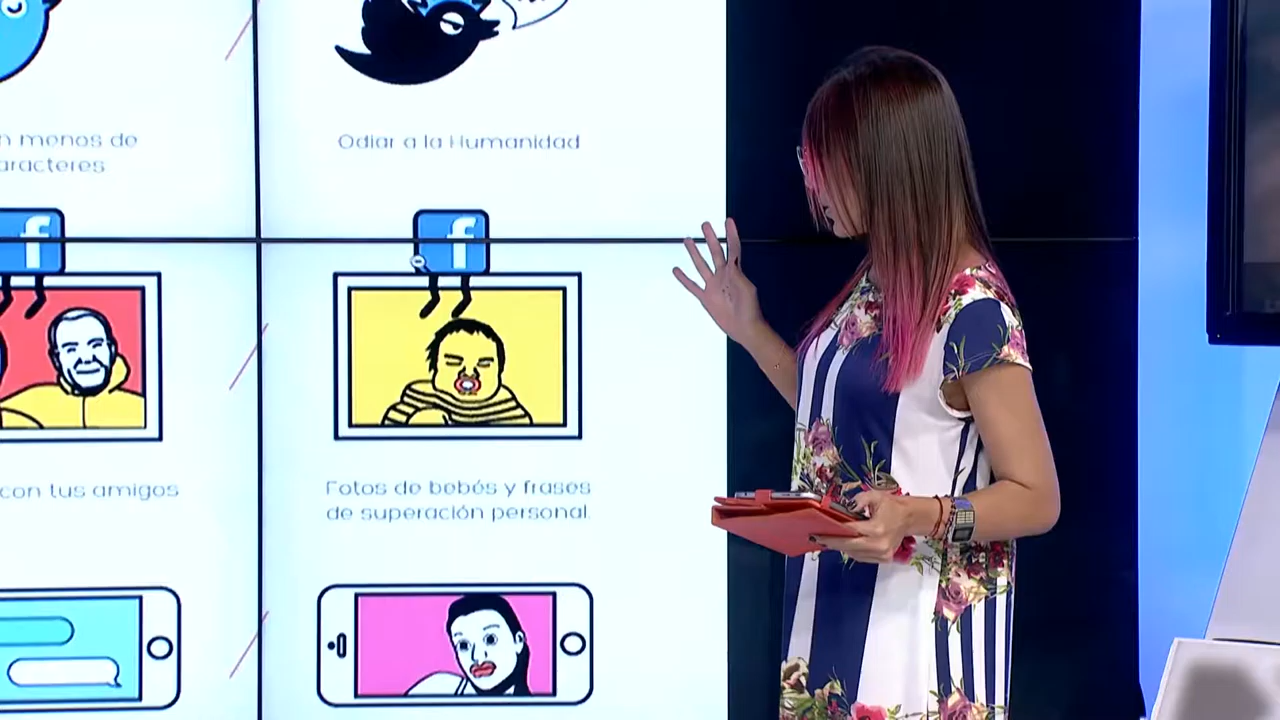 n menos de
aracteres
Odiar a la Humanidad
f
f
con tus amigos
Fotos de bebés y frases
de superación personal.